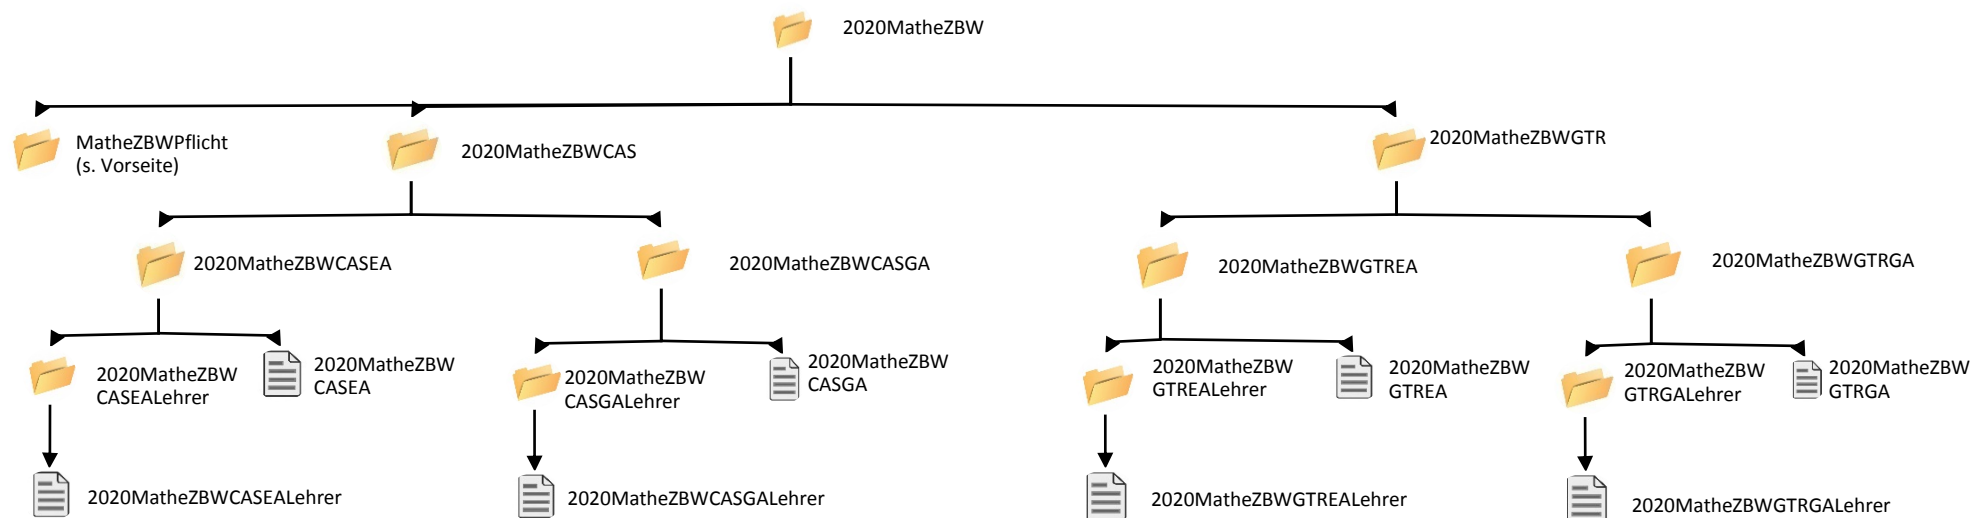 2020MatheZBW
MatheZBWPflicht
(s. Vorseite)
2020MatheZBWCAS
2020MatheZBWGTR
2020MatheZBWCASEA
2020MatheZBWCASGA
2020MatheZBWGTREA
2020MatheZBWGTRGA
2020MatheZBW
CASEALehrer
2020MatheZBW
CASEA
2020MatheZBW
CASGALehrer
2020MatheZBW
CASGA
2020MatheZBW
GTREALehrer
2020MatheZBW
GTREA
2020MatheZBW
GTRGALehrer
2020MatheZBW
GTRGA
2020MatheZBWCASEALehrer
2020MatheZBWCASGALehrer
2020MatheZBWGTREALehrer
2020MatheZBWGTRGALehrer